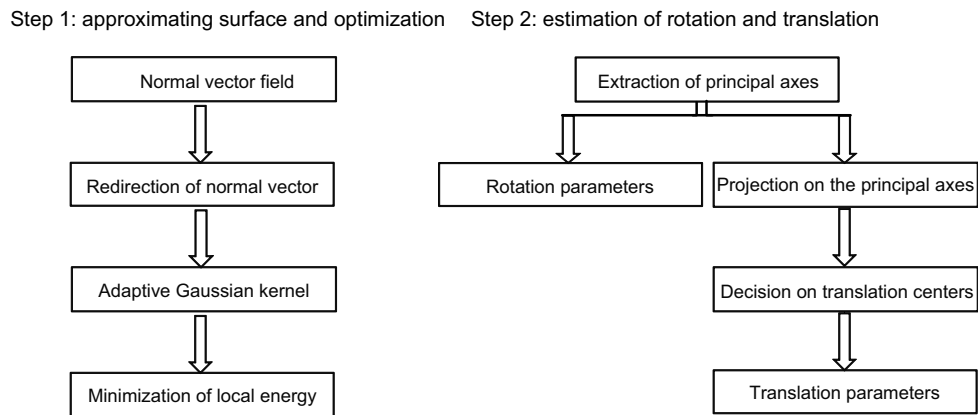 Step 1: approximating surface and optimization
Normal vector field
Redirection of normal vector
Adaptive Gaussian kernel
Minimization of local energy
Step 2: estimation of rotation and translation
Extraction of principal axes
Rotation parameters
Projection on the principal axes
Decision on translation centers
Translation parameters